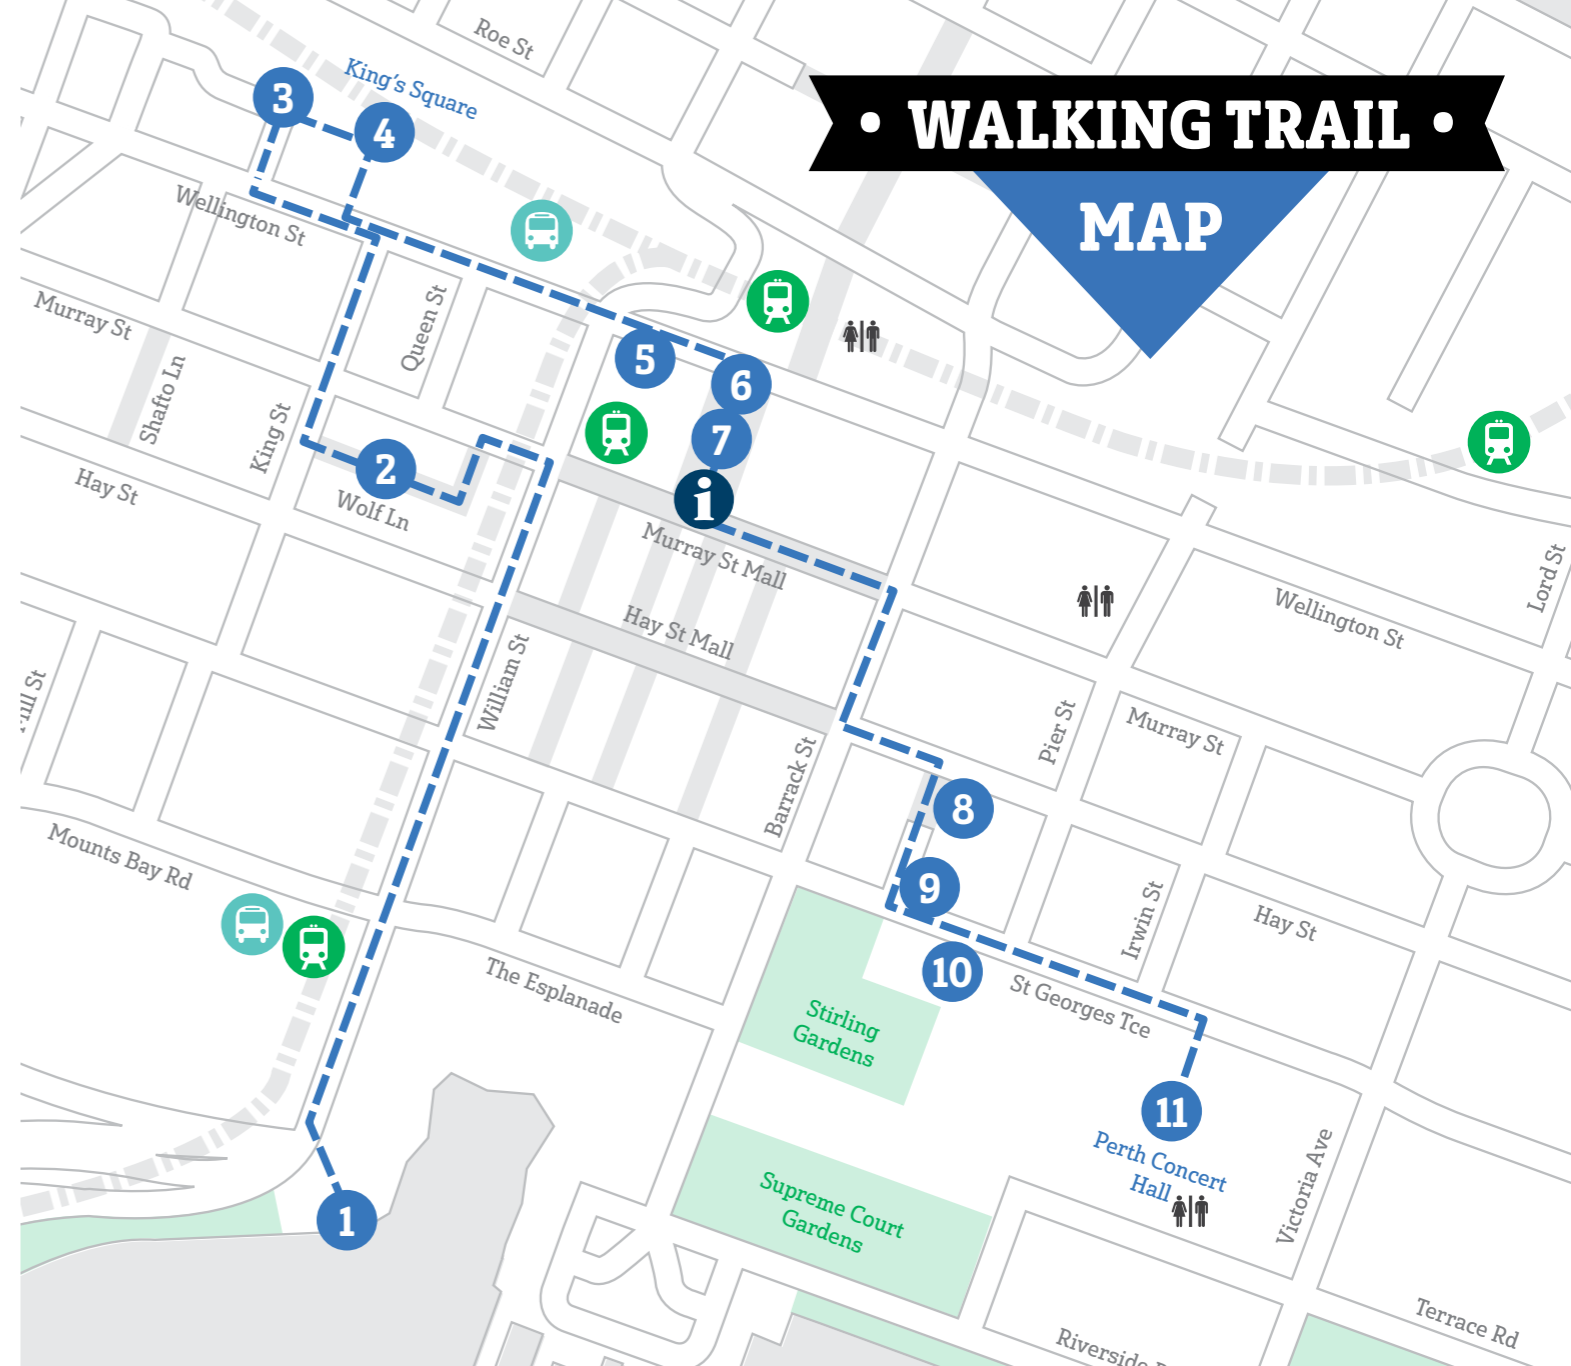 Roe St
King's Square
WALKING TRAIL
MAP
3
4
Wellington St
Murray St
Queen St
Shafto Ln
King St
5
6
7
i
2
Hay St
Wolf Ln
Murray St Mall
Hay St Mall
William St
Wellington St
Lord St
Pier St
Murray St
Barrack St
8
9
10
Mounts Bay Rd
Irwin St
Hay St
The Esplanade
St Georges Tce
Stirling
Gardens
11
Perth Concert
Hall
Victoria Ave
Supreme Court
Gardens
1
Terrace Rd
Riverside